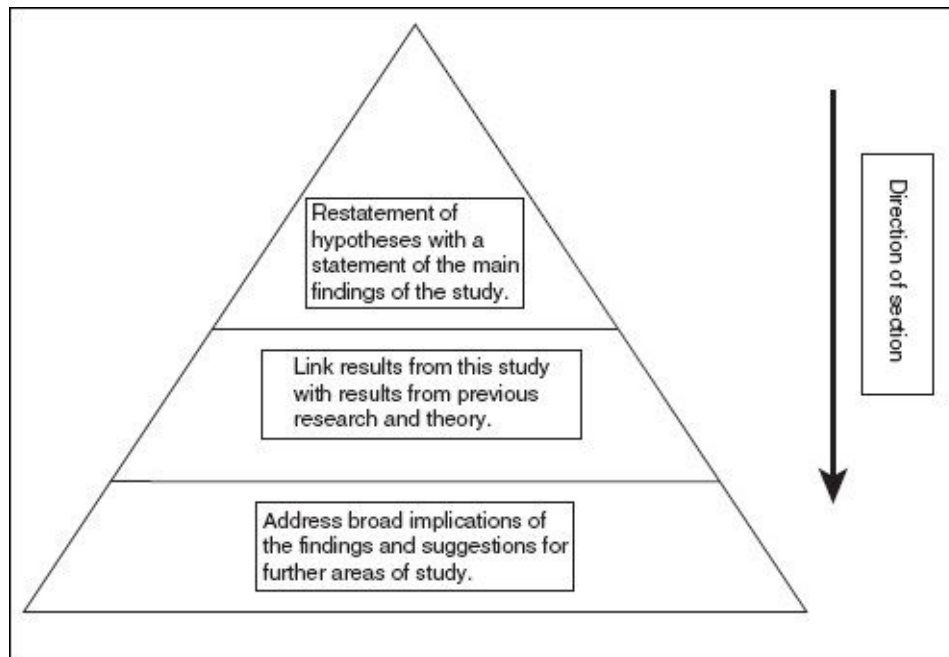 Restatement of
hypotheses with a
statement of the main
findings of the study.
Link results from this study
with results from previous
research and theory.
Address broad implications of
the findings and suggestions for
further areas of study.
Direction of section